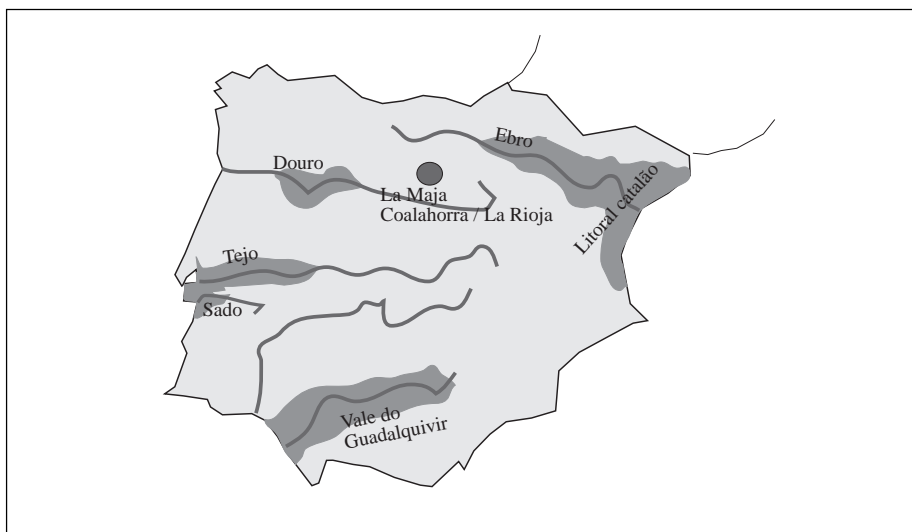 Ebro
Douro
La Maja
Coalahorra / La Rioja
Litoral catalão
Tejo
Sado
Vale do
Guadalquivir